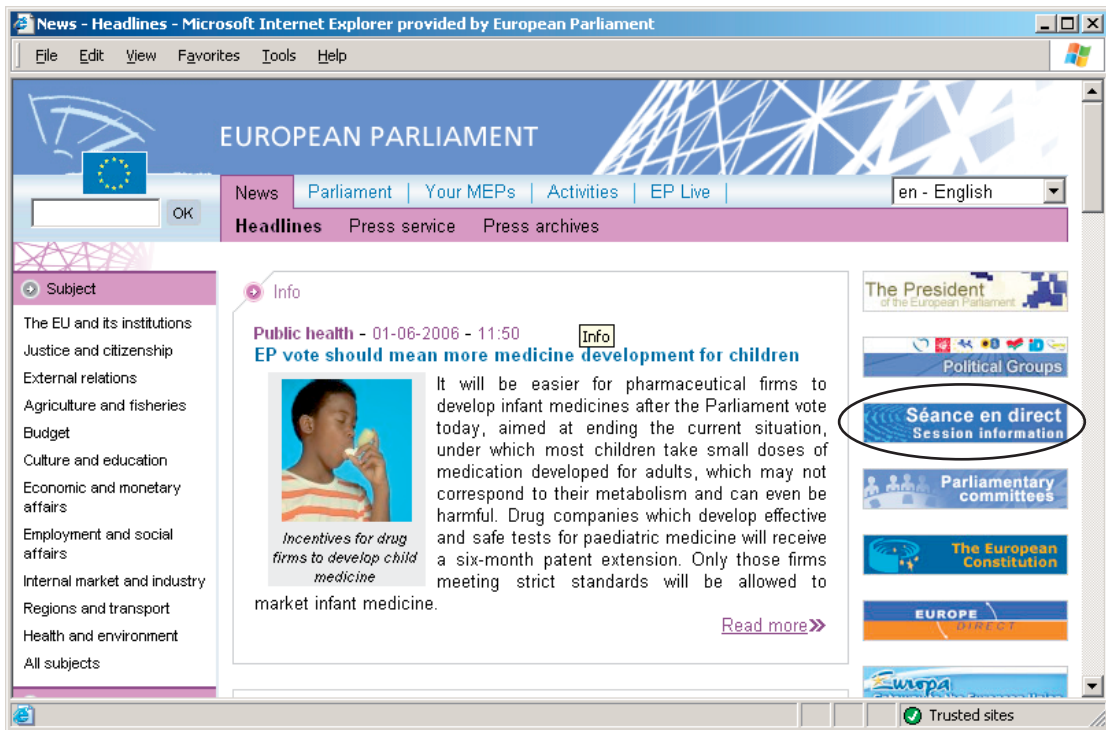 News - Headlines - Microsoft Internet Explorer provided by European Parliament
File Edit View Favorites Tools Help
EUROPEAN PARLIAMENT
News Parliament | Your MEPs | Activities | EP Live |
en - English
OK
Headlines Press service Press archives
Subject
The EU and its institutions
Justice and citizenship
External relations
Agriculture and fisheries
Budget
Culture and education
Economic and monetary
affairs
Employment and social
affairs
Internal market and industry
Regions and transport
Health and environment
All subjects
Info
Public health - 01-06-2006 - 11:50
Info
EP vote should mean more medicine development for children
It will be easier for pharmaceutical firms to
develop infant medicines after the Parliament vote
today, aimed at ending the current situation,
under which most children take small doses of
medication developed for adults, which may not
correspond to their metabolism and can even be
harmful. Drug companies which develop effective
and safe tests for paediatric medicine will receive
a six-month patent extension. Only those firms
meeting strict standards will be allowed to
market infant medicine.
Incentives for drug
firms to develop child
medicine
Read more
The President
of the European Parliament
Political Groups
Séance en direct
Session information
Parliamentary
committees
The European
Constitution
EUROPE
DIRECT
Europa
Trusted sites